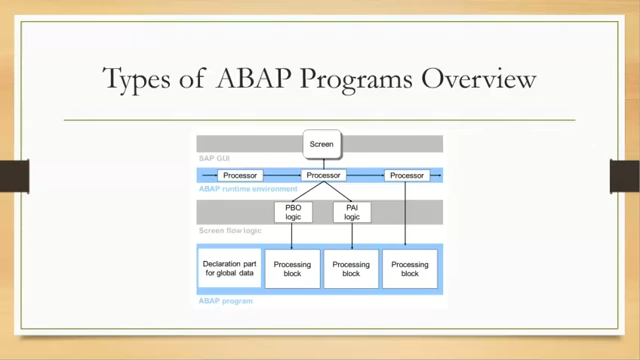 Types of ABAP Programs Overview
Screen
SAP GUI
Processor
Processor
Processor
ABAP runtime environment
PBO
logic
PAI
logic
Screen flow logic
Declaration part
for global data
Processing
block
Processing
block
Processing
block
ABAP program